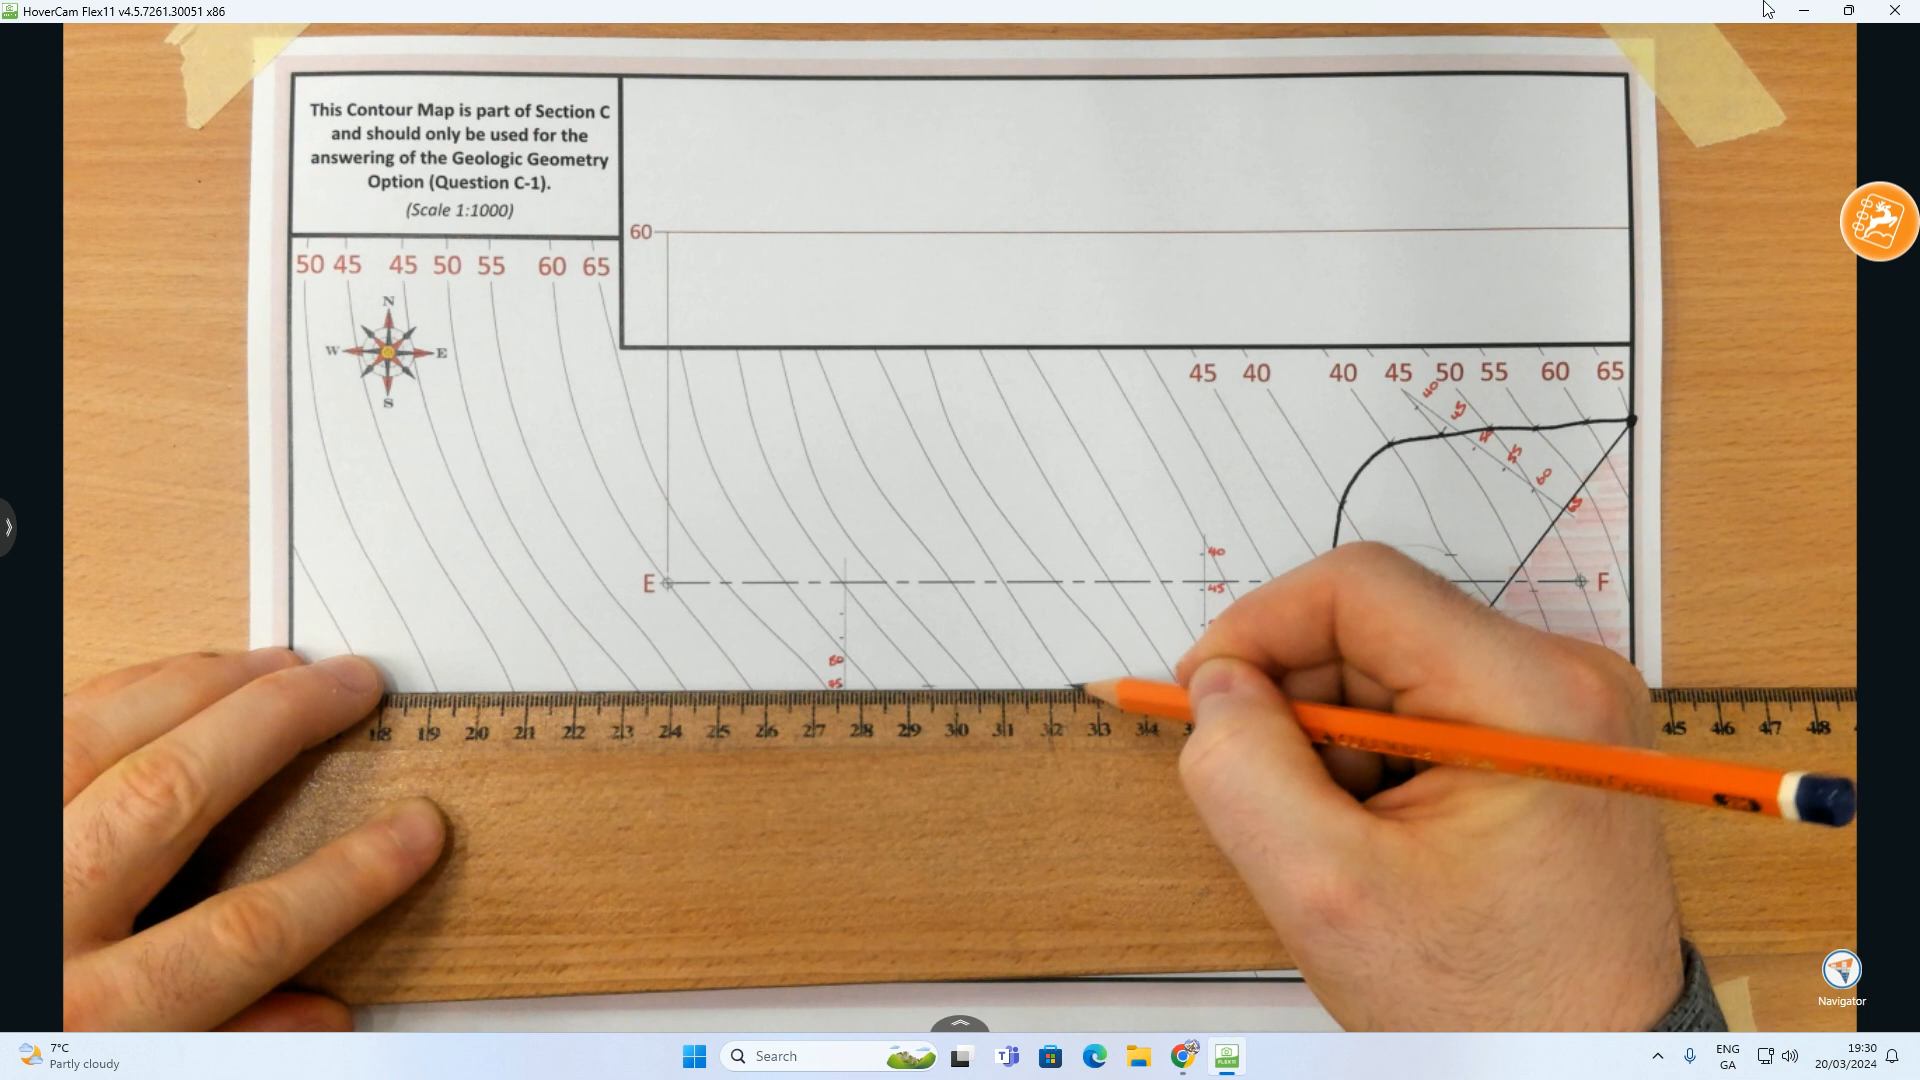 HoverCam Flex11 v4.5.7261.30051 x86
This Contour Map is part of Section C
and should only be used for the
answering of the Geologic Geometry
Option (Question C-1).
(Scale 1:1000)
60
50 45 45 50 55 60 65
N
W E
S
45 40 40 45 50 55 60 65
40
60
E
F
40
45
18 19 20 21 22 23 24 25 26 27 28 29 30 31 32 33 34 45 46 47 48
Navigator
7°C
Partly cloudy
Search
ENG
GA
19:30
20/03/2024